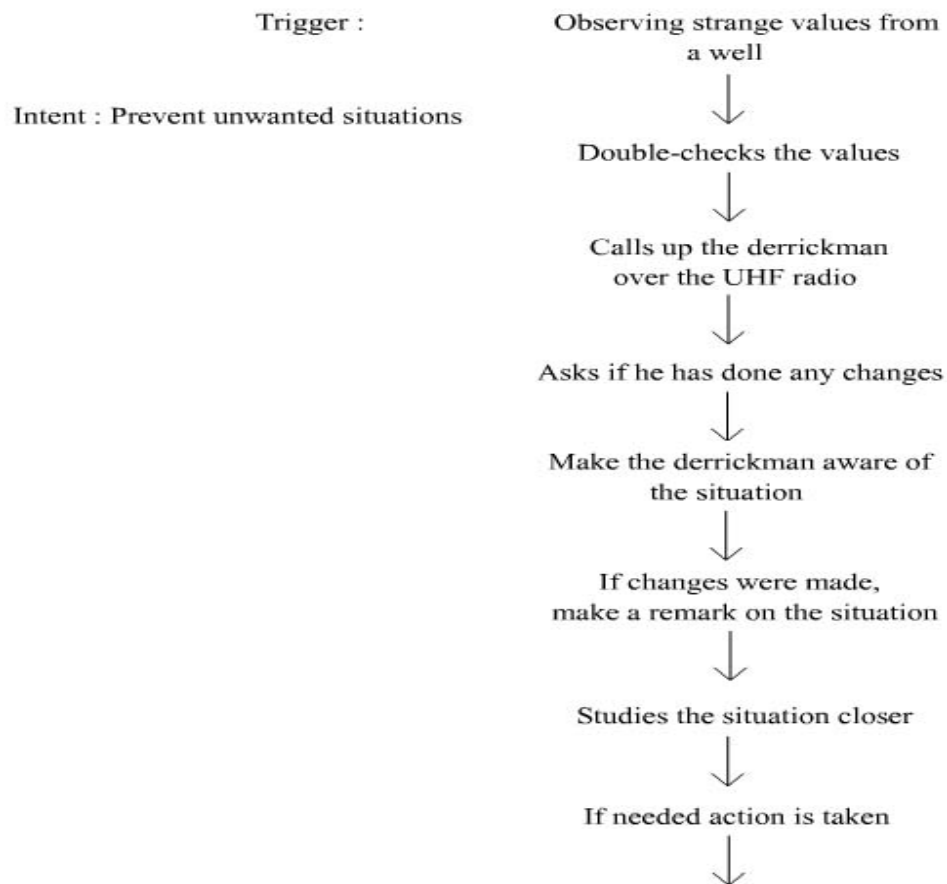 Trigger :
Observing strange values from
a well
Intent : Prevent unwanted situations
Double-checks the values
Calls up the derrickman
over the UHF radio
Asks if he has done any changes
Make the derrickman aware of
the situation
If changes were made,
make a remark on the situation
Studies the situation closer
If needed action is taken